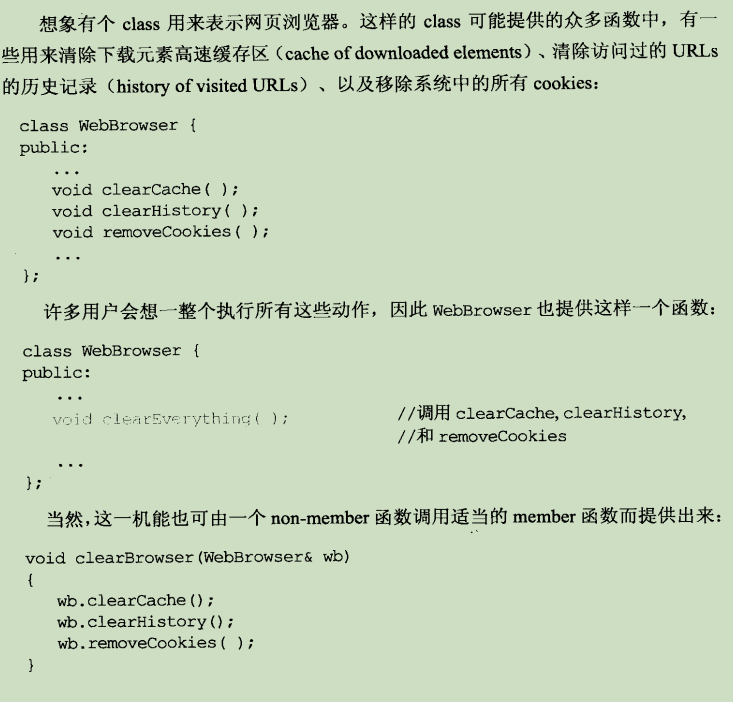 想象有个 class 用来表示网页浏览器。这样的 class 可能提供的众多函数中，有一
些用来清除下载元素高速缓存区（cache of downloaded elements）、清除访问过的 URLs
的历史记录（history of visited URLs）、以及移除系统中的所有 cookies：
class WebBrowser {
public:
...
void clearCache( );
void clearHistory( );
void removeCookies( );
...
};
许多用户会想一整个执行所有这些动作，因此 WebBrowser 也提供这样一个函数：
class WebBrowser {
public:
...
void clearEverything( ); //调用 clearCache, clearHistory,
//和 removeCookies
...
};
当然，这一机能也可由一个 non-member 函数调用适当的 member 函数而提供出来：
void clearBrowser(WebBrowser& wb)
{
wb.clearCache();
wb.clearHistory();
wb.removeCookies( );
}